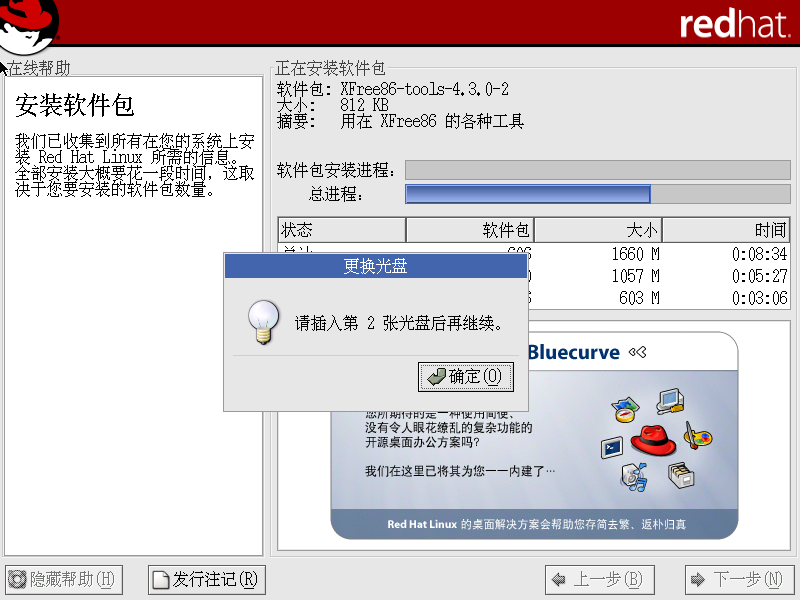 redhat.
在线帮助
安装软件包
我们已收集到所有在您的系统上安
装 Red Hat Linux 所需的信息。
全部安装大概要花一段时间，这取
决于您要安装的软件包数量。
正在安装软件包
软件包: XFree86-tools-4.3.0-2
大小: 812 KB
摘要: 用在 XFree86 的各种工具
软件包安装进程:
总进程:
状态 软件包 大小 时间
1660 M 0:08:34
1057 M 0:05:27
603 M 0:03:06
更换光盘
请插入第 2 张光盘后再继续。
确定(O)
Bluecurve
您所期待的是一种使用简便、
没有令人眼花缭乱的复杂功能的
开源桌面办公方案吗?
我们在这里已将其为您一一内建了…
Red Hat Linux 的桌面解决方案会帮助您存简去繁、返朴归真
隐藏帮助(H)
发行注记(R)
上一步(B)
下一步(N)